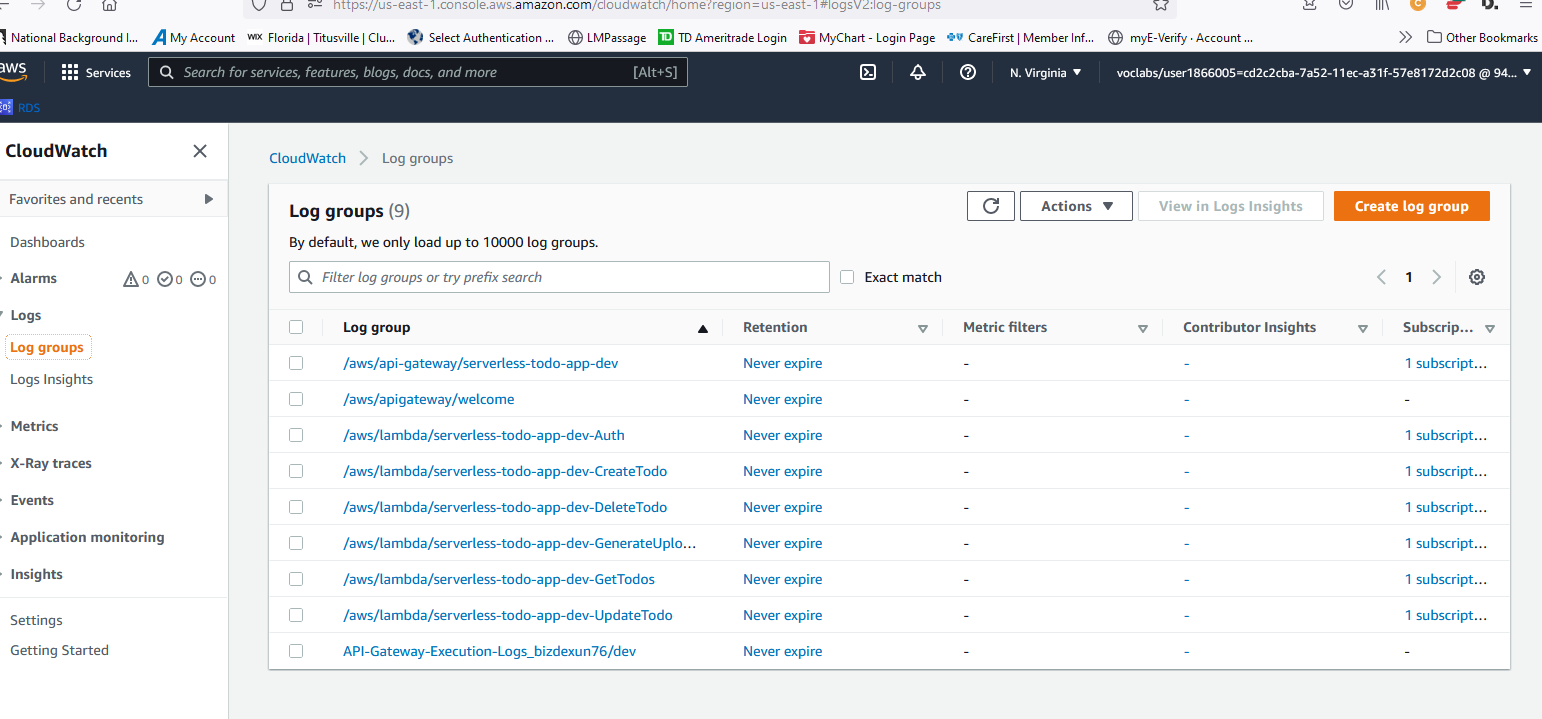 https://us-east-1.console.aws.amazon.com/cloudwatch/home?region=us-east-1#logsV2:log-groups
National Background I... My Account WIX Florida | Titusville | Clu... Select Authentication ... LMPassage TD TD Ameritrade Login MyChart - Login Page CareFirst | Member Inf... myE-Verify · Account ... Other Bookmarks
aws Services Search for services, features, blogs, docs, and more [Alt+S] N. Virginia voclabs/user1866005=cd2c2cba-7a52-11ec-a31f-57e8172d2c08 @ 94...
RDS
CloudWatch
Favorites and recents
Dashboards
Alarms 0 0 0
Logs
Log groups
Logs Insights
Metrics
X-Ray traces
Events
Application monitoring
Insights
Settings
Getting Started
CloudWatch Log groups
Log groups (9) Actions View in Logs Insights Create log group
By default, we only load up to 10000 log groups.
Filter log groups or try prefix search Exact match 1
Log group Retention Metric filters Contributor Insights Subscrip...
/aws/api-gateway/serverless-todo-app-dev Never expire - - 1 subscript...
/aws/apigateway/welcome Never expire - - -
/aws/lambda/serverless-todo-app-dev-Auth Never expire - - 1 subscript...
/aws/lambda/serverless-todo-app-dev-CreateTodo Never expire - - 1 subscript...
/aws/lambda/serverless-todo-app-dev-DeleteTodo Never expire - - 1 subscript...
/aws/lambda/serverless-todo-app-dev-GenerateUplo... Never expire - - 1 subscript...
/aws/lambda/serverless-todo-app-dev-GetTodos Never expire - - 1 subscript...
/aws/lambda/serverless-todo-app-dev-UpdateTodo Never expire - - 1 subscript...
API-Gateway-Execution-Logs_bizdexun76/dev Never expire - - -